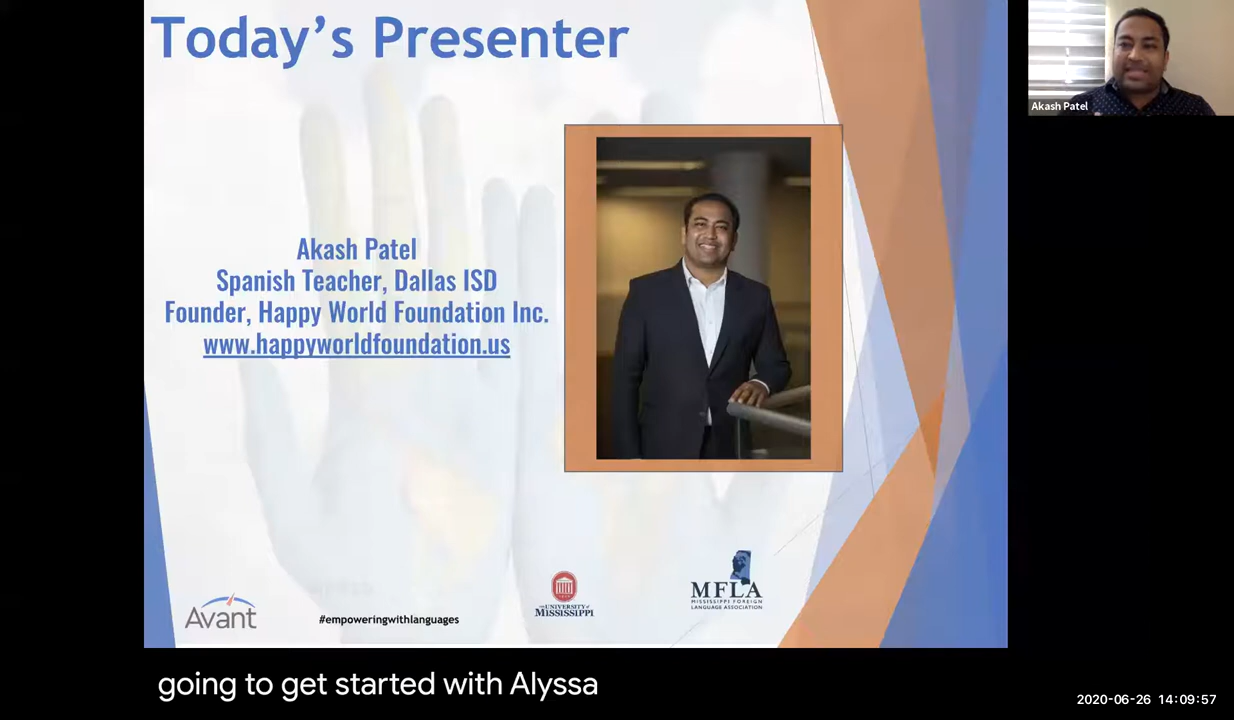 Today's Presenter
Akash Patel
Akash Patel
Spanish Teacher, Dallas ISD
Founder, Happy World Foundation Inc.
www.happyworldfoundation.us
Avant
#empoweringwithlanguages
THE UNIVERSITY of
MISSISSIPPI
MFLA
MISSISSIPPI FOREIGN
LANGUAGE ASSOCIATION
going to get started with Alyssa
2020-06-26 14:09:57